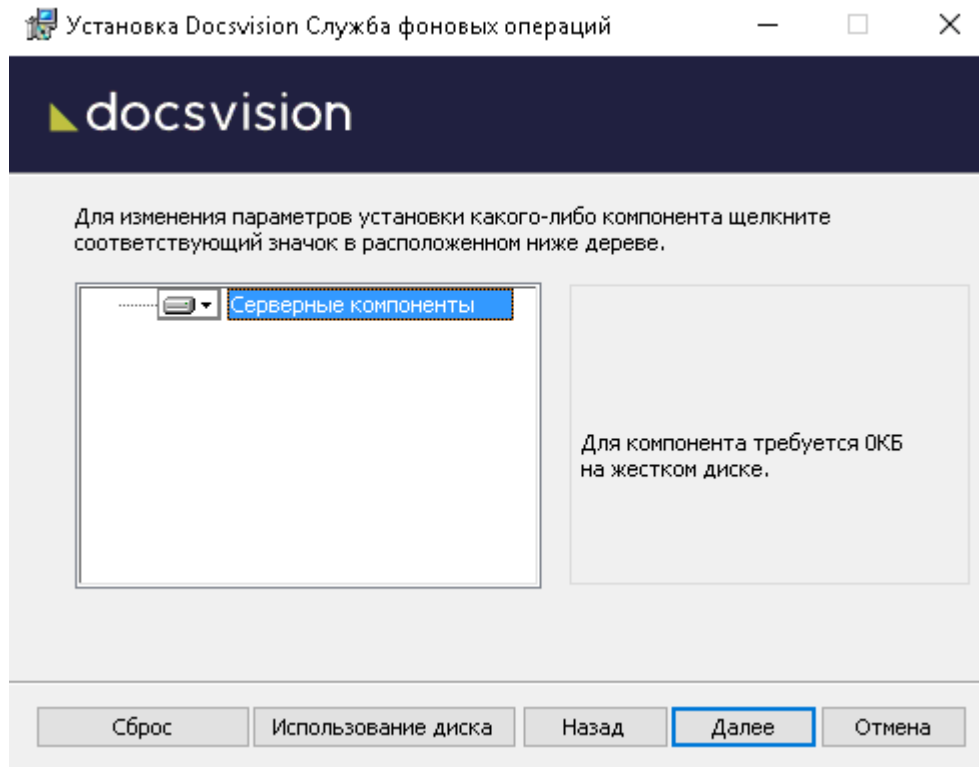 Установка Docsvision Служба фоновых операций
docsvision
Для изменения параметров установки какого-либо компонента щелкните
соответствующий значок в расположенном ниже дереве.
Серверные компоненты
Для компонента требуется 0КБ
на жестком диске.
Сброс
Использование диска
Назад
Далее
Отмена